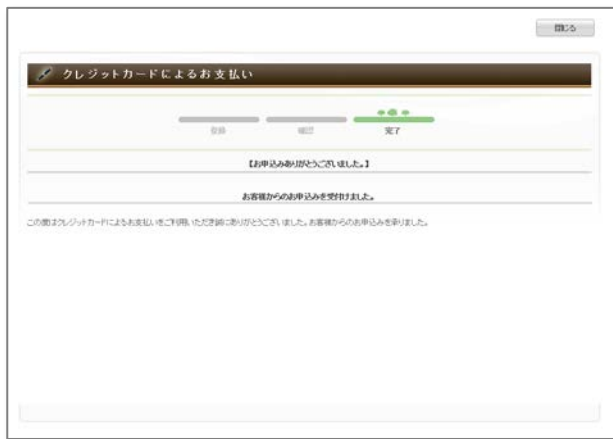 閉じる
クレジットカードによるお支払い
登録 確認 完了
【お申込みありがとうございました。】
お客様からのお申込みを受付けました。
この度はクレジットカードによるお支払いをご利用いただき誠にありがとうございました。お客様からのお申込みを承りました。